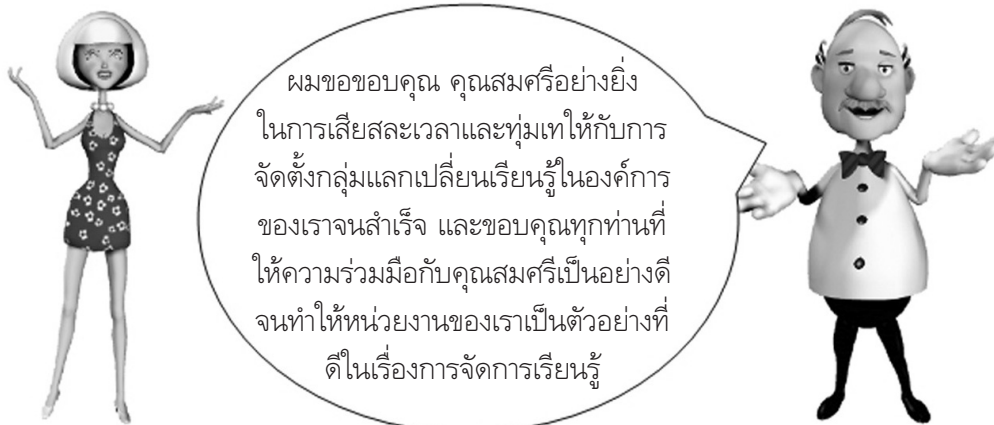 ผมขอขอบคุณ คุณสมศรีอย่างยิ่ง
ในการเสียสละเวลาและทุ่มเทให้กับการ
จัดตั้งกลุ่มแลกเปลี่ยนเรียนรู้ในองค์การ
ของเราจนสำเร็จ และขอบคุณทุกท่านที่
ให้ความร่วมมือกับคุณสมศรีเป็นอย่างดี
จนทำให้หน่วยงานของเราเป็นตัวอย่างที่
ดีในเรื่องการจัดการเรียนรู้